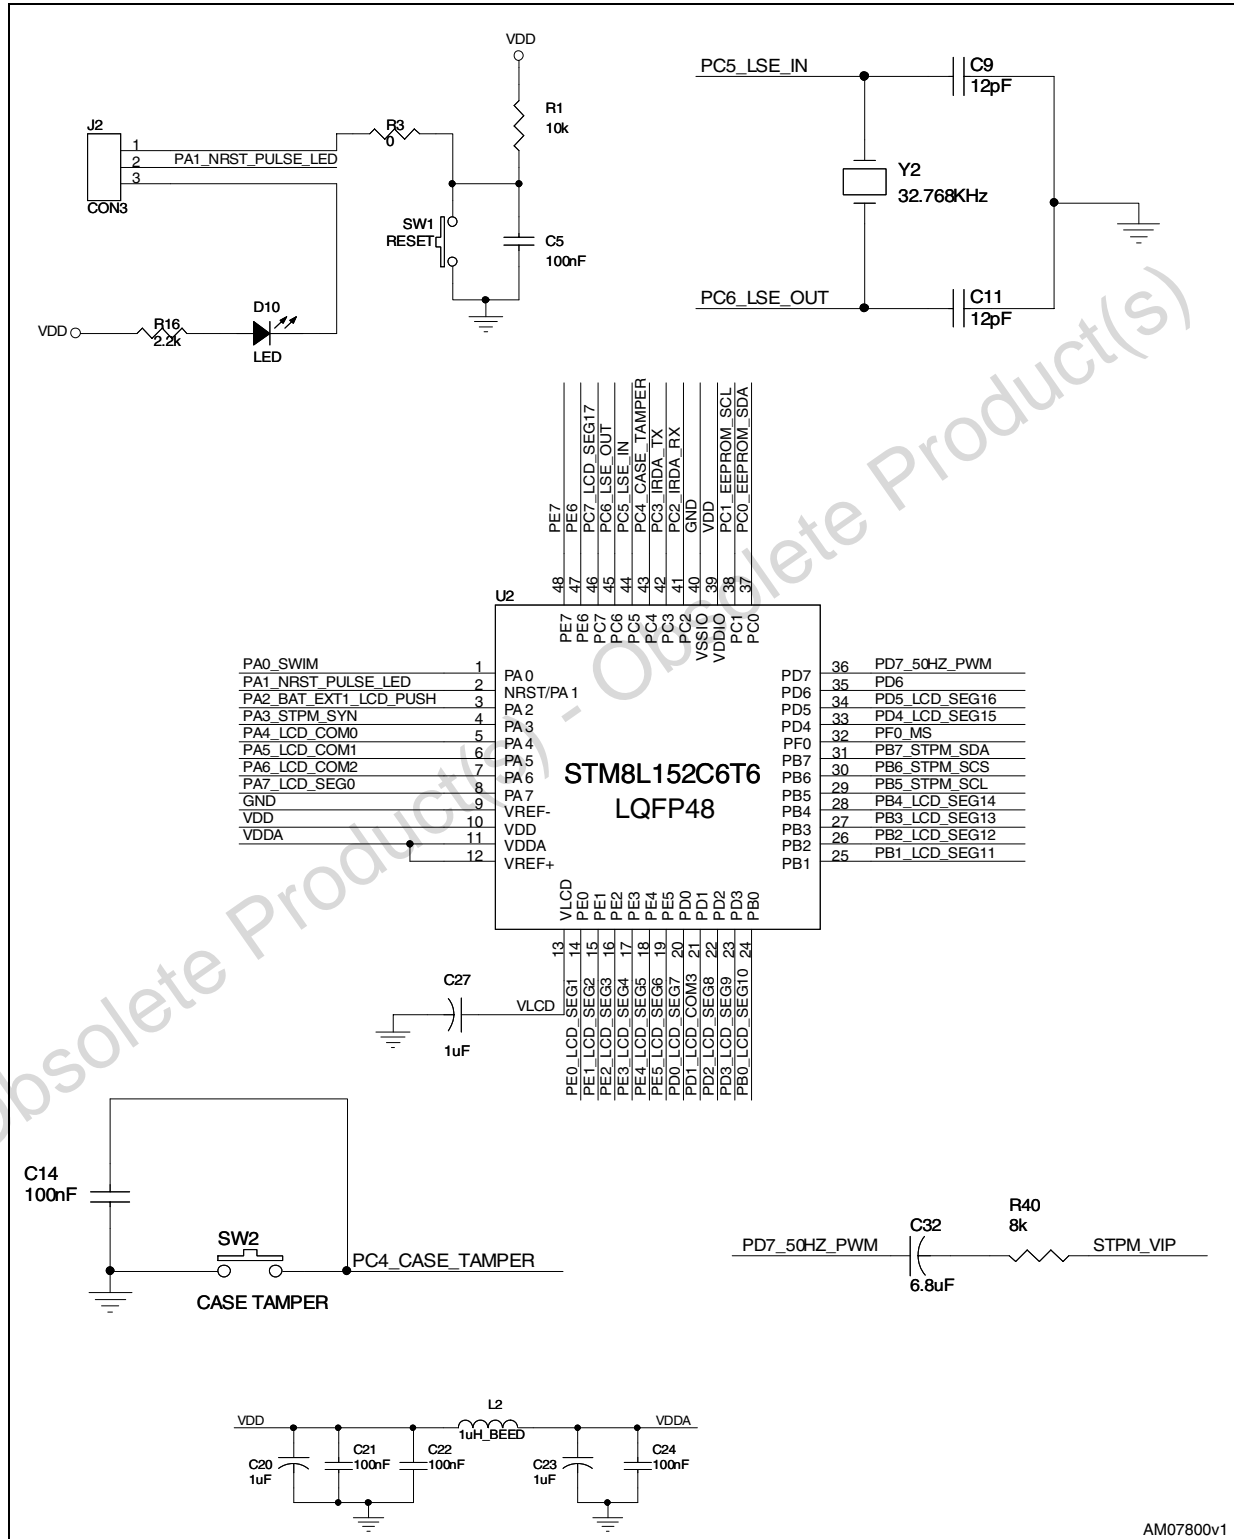 VDD
R1
10k
J2
1
2
3
PA1_NRST_PULSE_LED
CON3
R3
0
SW1
RESET
C5
100nF
D10
LED
VDD
R16
2.2k
PC5_LSE_IN
C9
12pF
Y2
32.768KHz
PC6_LSE_OUT
C11
12pF
PE7
PE6
PC7_LCD_SEG17
PC6_LSE_OUT
PC5_LSE_IN
PC4_CASE_TAMPER
PC3_IRDA_TX
PC2_IRDA_RX
GND
VDD
PC1_EEPROM_SCL
PC0_EEPROM_SDA
48
47
46
45
44
43
42
41
40
39
38
37
U2
PE7
PE6
PC7
PC6
PC5
PC4
PC3
PC2
VSSIO
VDDIO
PC1
PC0
PA0_SWIM 1 PA0
PA1_NRST_PULSE_LED 2 NRST/PA1
PA2_BAT_EXT1_LCD_PUSH 3 PA2
PA3_STPM_SYN 4 PA3
PA4_LCD_COM0 5 PA4
PA5_LCD_COM1 6 PA5
PA6_LCD_COM2 7 PA6
PA7_LCD_SEG0 8 PA7
GND 9 VREF-
VDD 10 VDD
VDDA 11 VDDA
12 VREF+
STM8L152C6T6
LQFP48
PD7 36 PD7_50HZ_PWM
PD6 35 PD6
PD5 34 PD5_LCD_SEG16
PD4 33 PD4_LCD_SEG15
PF0 32 PF0_MS
PB7 31 PB7_STPM_SDA
PB6 30 PB6_STPM_SCS
PB5 29 PB5_STPM_SCL
PB4 28 PB4_LCD_SEG14
PB3 27 PB3_LCD_SEG13
PB2 26 PB2_LCD_SEG12
PB1 25 PB1_LCD_SEG11
VLCD
PE0
PE1
PE2
PE3
PE4
PE5
PD0
PD1
PD2
PD3
PB0
13
14
15
16
17
18
19
20
21
22
23
24
C27
1uF
VLCD
PE0_LCD_SEG1
PE1_LCD_SEG2
PE2_LCD_SEG3
PE3_LCD_SEG4
PE4_LCD_SEG5
PE5_LCD_SEG6
PD0_LCD_SEG7
PD1_LCD_COM3
PD2_LCD_SEG8
PD3_LCD_SEG9
PB0_LCD_SEG10
C14
100nF
SW2
PC4_CASE_TAMPER
CASE TAMPER
PD7_50HZ_PWM
C32
6.8uF
R40
8k
STPM_VIP
VDD
L2
1uH_BEED
VDDA
C20
1uF
C21
100nF
C22
100nF
C23
1uF
C24
100nF
AM07800v1
Obsolete Product(s) - Obsolete Product(s)